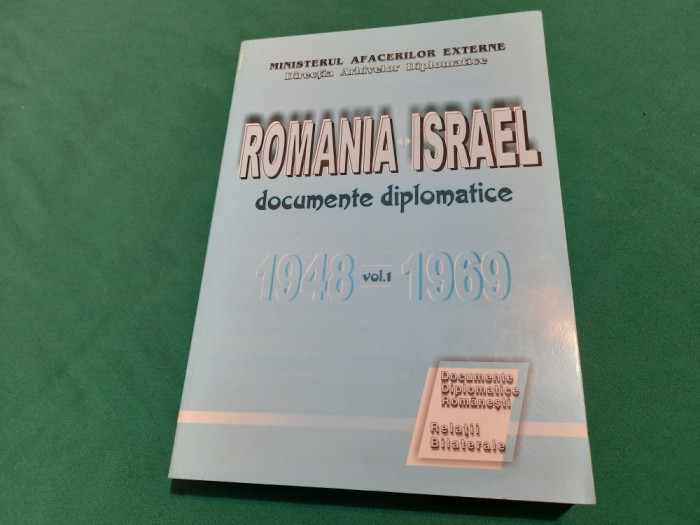 MINISTERUL AFACERILOR EXTERNE
Direcția Arhivelor Diplomatice
ROMANIA ISRAEL
documente diplomatice
1948 vol.1 1969
Documente
Diplomatice
Românești
Relații
Bilaterale